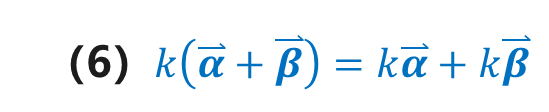 (6) k(α⃗ + β⃗) = kα⃗ + kβ⃗